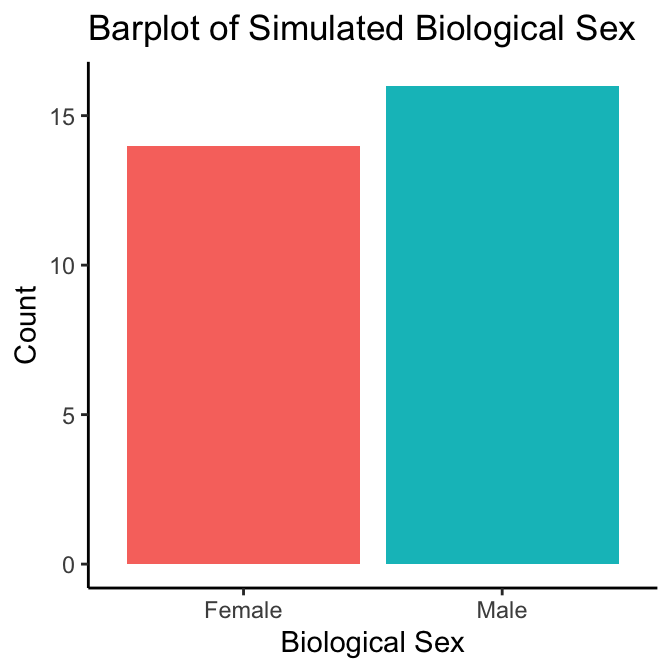 Barplot of Simulated Biological Sex
15
10
5
0
Count
Female Male
Biological Sex